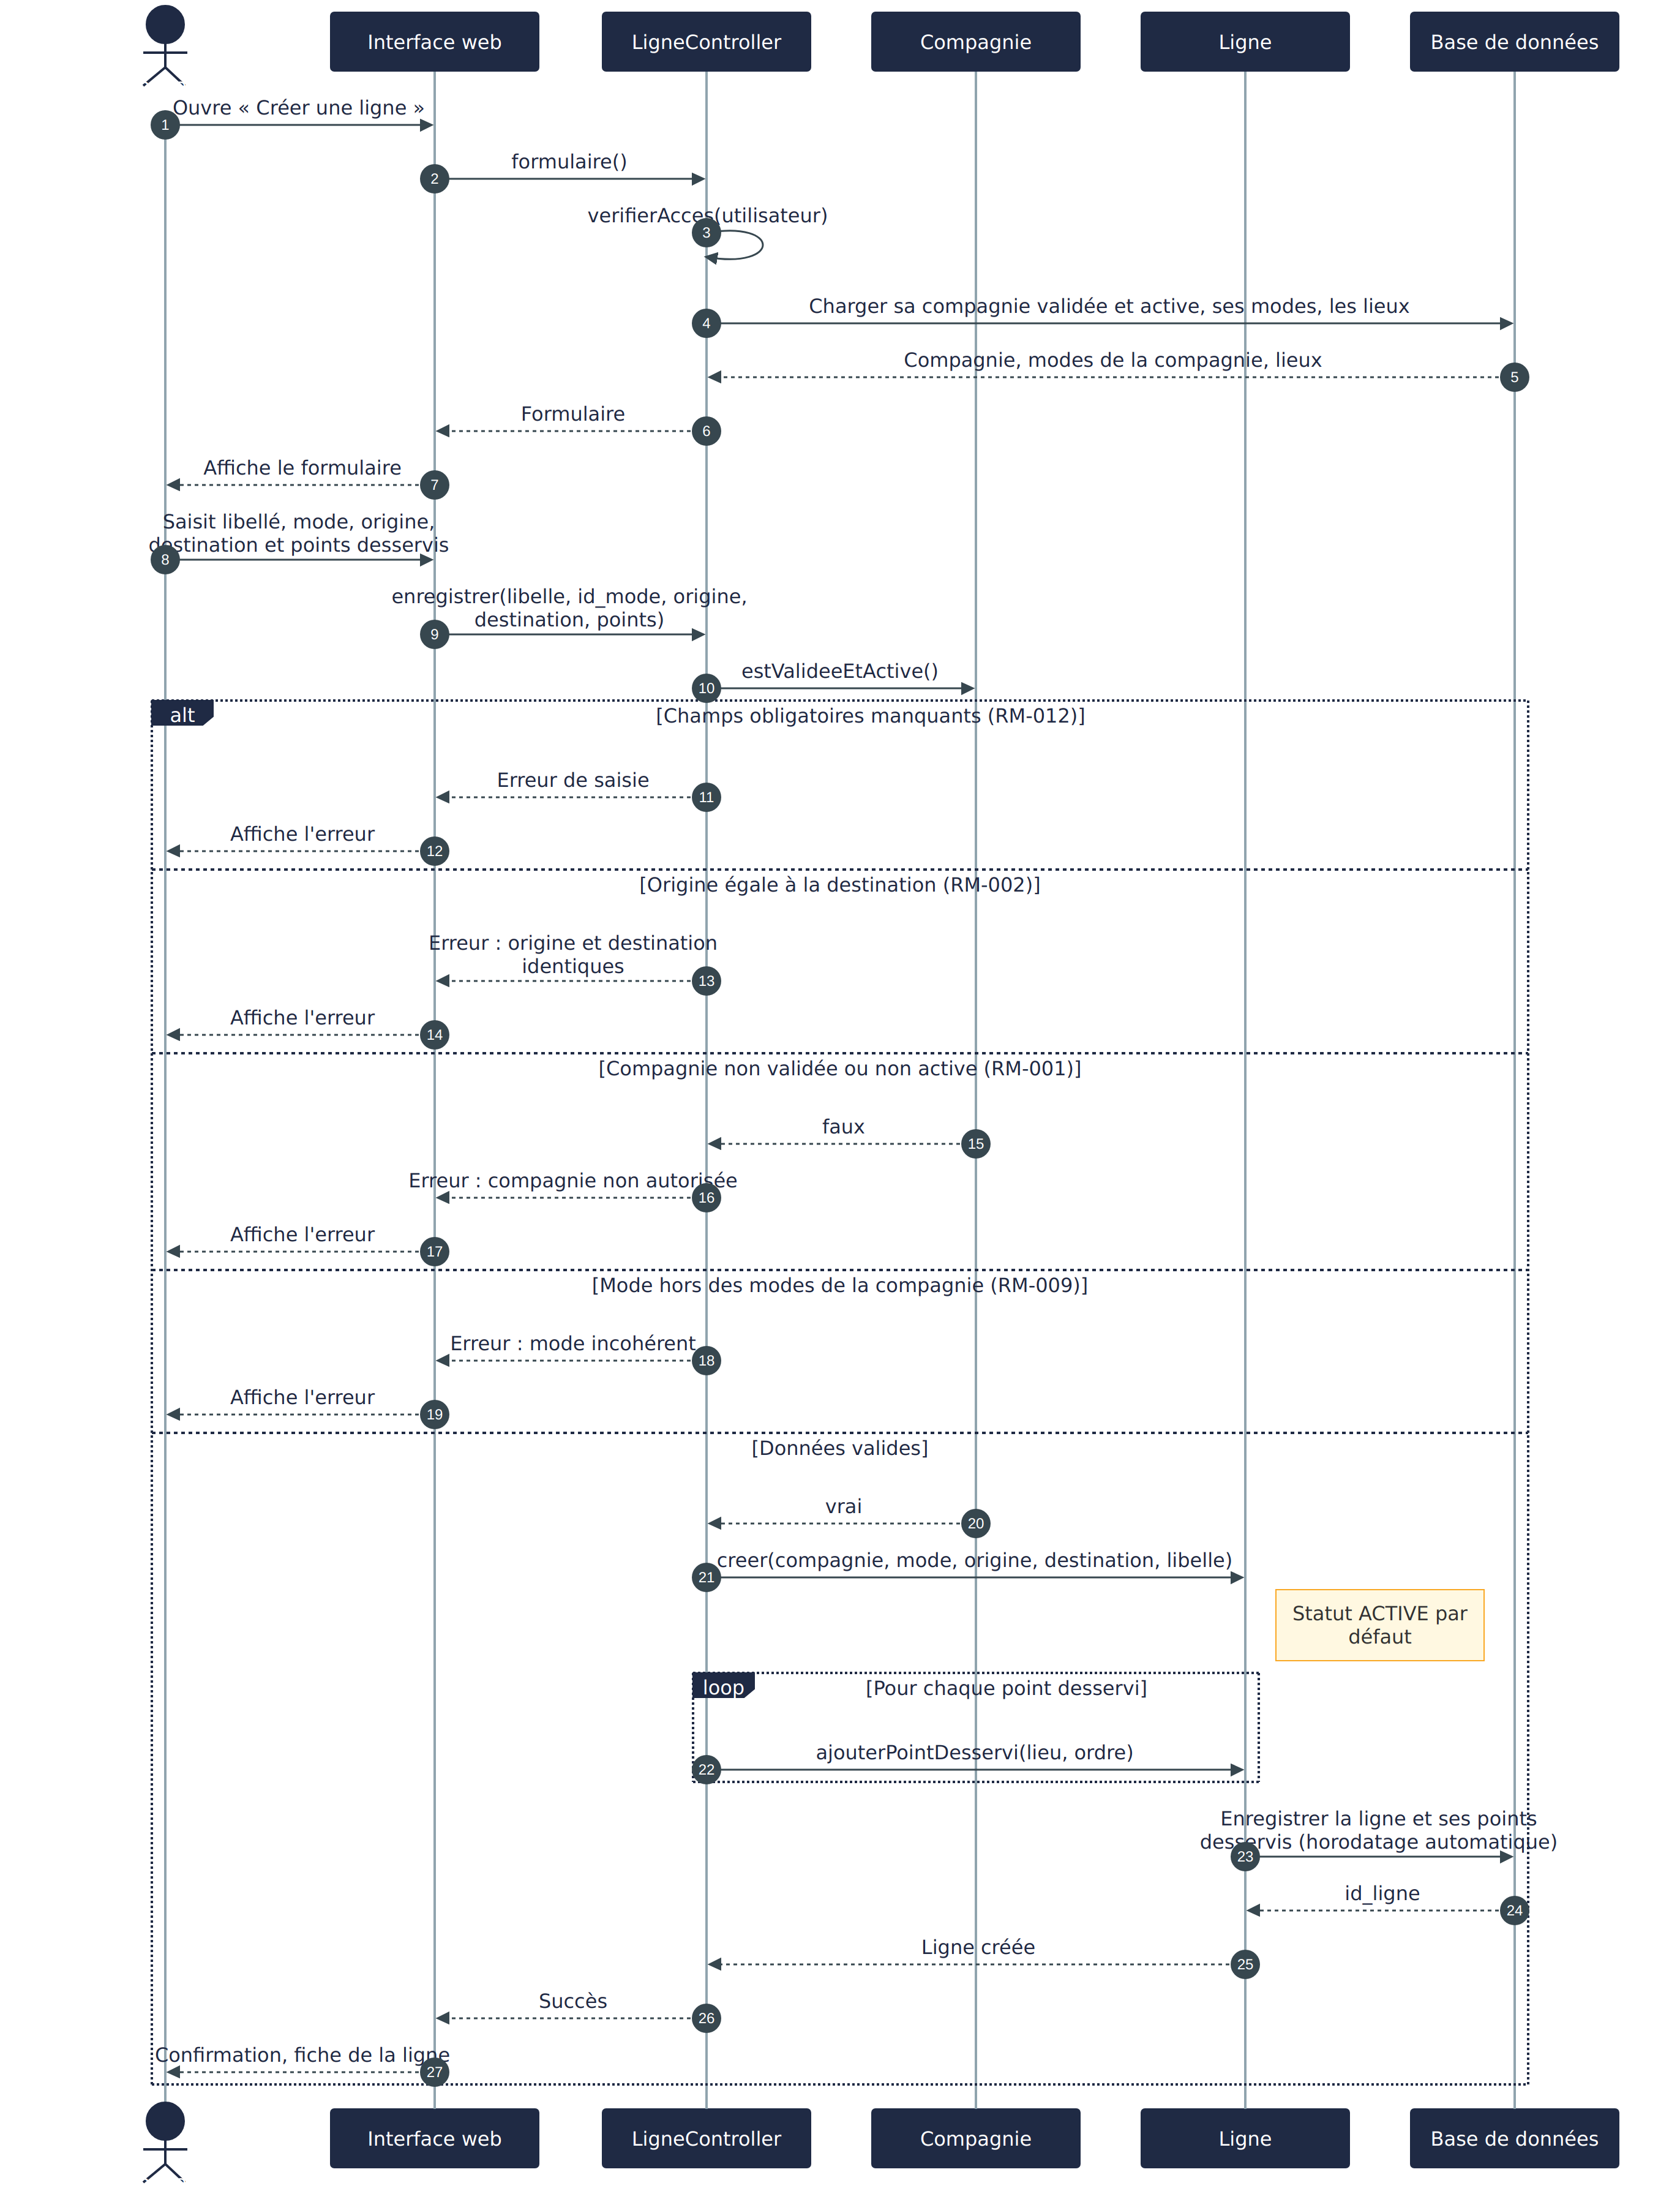 Interface web
LigneController
Compagnie
Ligne
Base de données
Ouvre « Créer une ligne »
1
formulaire()
2
verifierAcces(utilisateur)
3
Charger sa compagnie validée et active, ses modes, les lieux
4
Compagnie, modes de la compagnie, lieux
5
Formulaire
6
Affiche le formulaire
7
Saisit libellé, mode, origine,
destination et points desservis
8
enregistrer(libelle, id_mode, origine,
destination, points)
9
estValideeEtActive()
10
alt
[Champs obligatoires manquants (RM-012)]
Erreur de saisie
11
Affiche l'erreur
12
[Origine égale à la destination (RM-002)]
Erreur : origine et destination
identiques
13
Affiche l'erreur
14
[Compagnie non validée ou non active (RM-001)]
faux
15
Erreur : compagnie non autorisée
16
Affiche l'erreur
17
[Mode hors des modes de la compagnie (RM-009)]
Erreur : mode incohérent
18
Affiche l'erreur
19
[Données valides]
vrai
20
creer(compagnie, mode, origine, destination, libelle)
21
Statut ACTIVE par
défaut
loop
[Pour chaque point desservi]
ajouterPointDesservi(lieu, ordre)
22
Enregistrer la ligne et ses points
desservis (horodatage automatique)
23
id_ligne
24
Ligne créée
25
Succès
26
Confirmation, fiche de la ligne
27
Interface web
LigneController
Compagnie
Ligne
Base de données